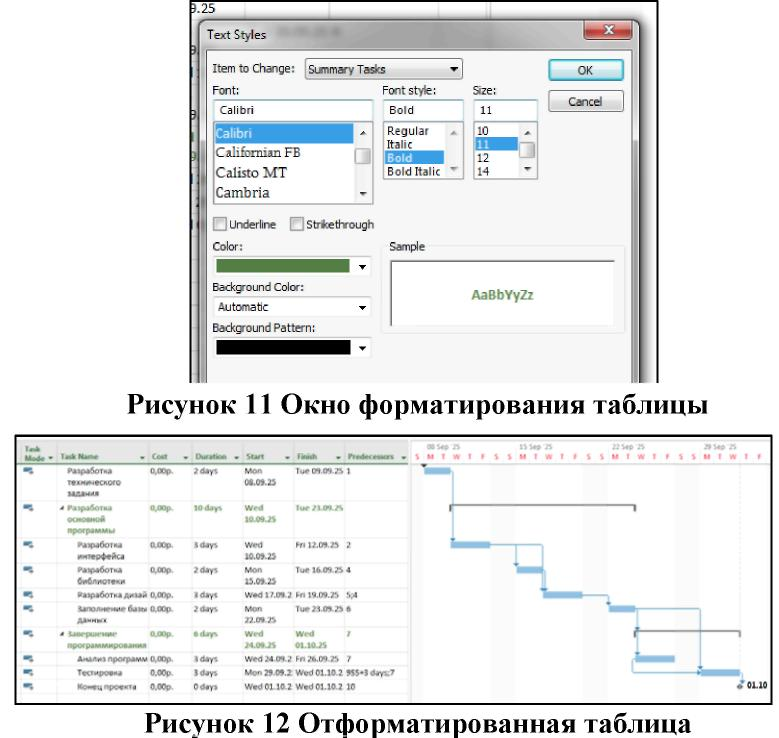 9.25
Text Styles
Item to Change: Summary Tasks
OK
Font: Font style: Size:
Calibri Bold 11
Cancel
Calibri Regular 10
Californian FB Italic 11
Calisto MT Bold 12
Cambria Bold Italic 14
Underline Strikethrough
Color: Sample
Background Color:
AaBbYyZz
Automatic
Background Pattern:
Рисунок 11 Окно форматирования таблицы
Task Mode Task Name Cost Duration Start Finish Predecessors
08 Sep '25 15 Sep '25 22 Sep '25 29 Sep '25
S M T W T F S S M T W T F S S M T W T F S S M T W T F
Разработка 0,00р. 2 days Mon Tue 09.09.25 1
технического 08.09.25
задания
Разработка 0,00р. 10 days Wed Tue 23.09.25
основной 10.09.25
программы
Разработка 0,00р. 3 days Wed Fri 12.09.25 2
интерфейса 10.09.25
Разработка 0,00р. 2 days Mon Tue 16.09.25 4
библиотеки 15.09.25
Разработка дизай 0,00р. 3 days Wed 17.09.2 Fri 19.09.25 5;4
Заполнение базы 0,00р. 2 days Mon Tue 23.09.25 6
данных 22.09.25
Завершение 0,00р. 6 days Wed Wed 7
программирования 24.09.25 01.10.25
Анализ программ 0,00р. 3 days Wed 24.09.2 Fri 26.09.25 7
Тестировка 0,00р. 3 days Mon 29.09.2 Wed 01.10.2 9SS+3 days;7
Конец проекта 0,00р. 0 days Wed 01.10.2 Wed 01.10.2 10
01.10
Рисунок 12 Отформатированная таблица